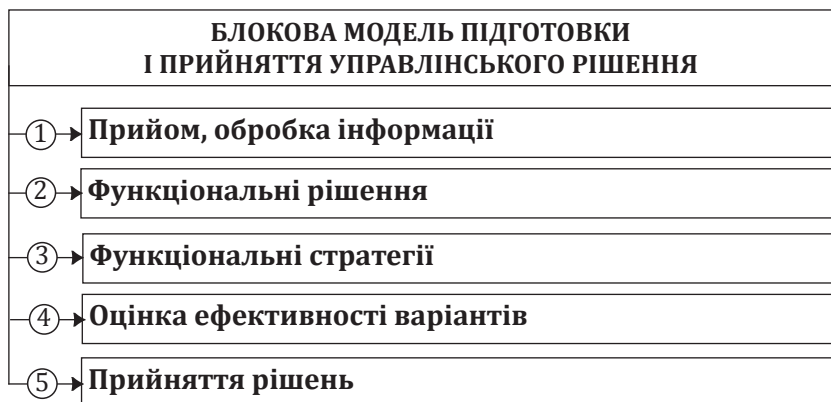 БЛОКОВА МОДЕЛЬ ПІДГОТОВКИ
І ПРИЙНЯТТЯ УПРАВЛІНСЬКОГО РІШЕННЯ
1 Прийом, обробка інформації
2 Функціональні рішення
3 Функціональні стратегії
4 Оцінка ефективності варіантів
5 Прийняття рішень